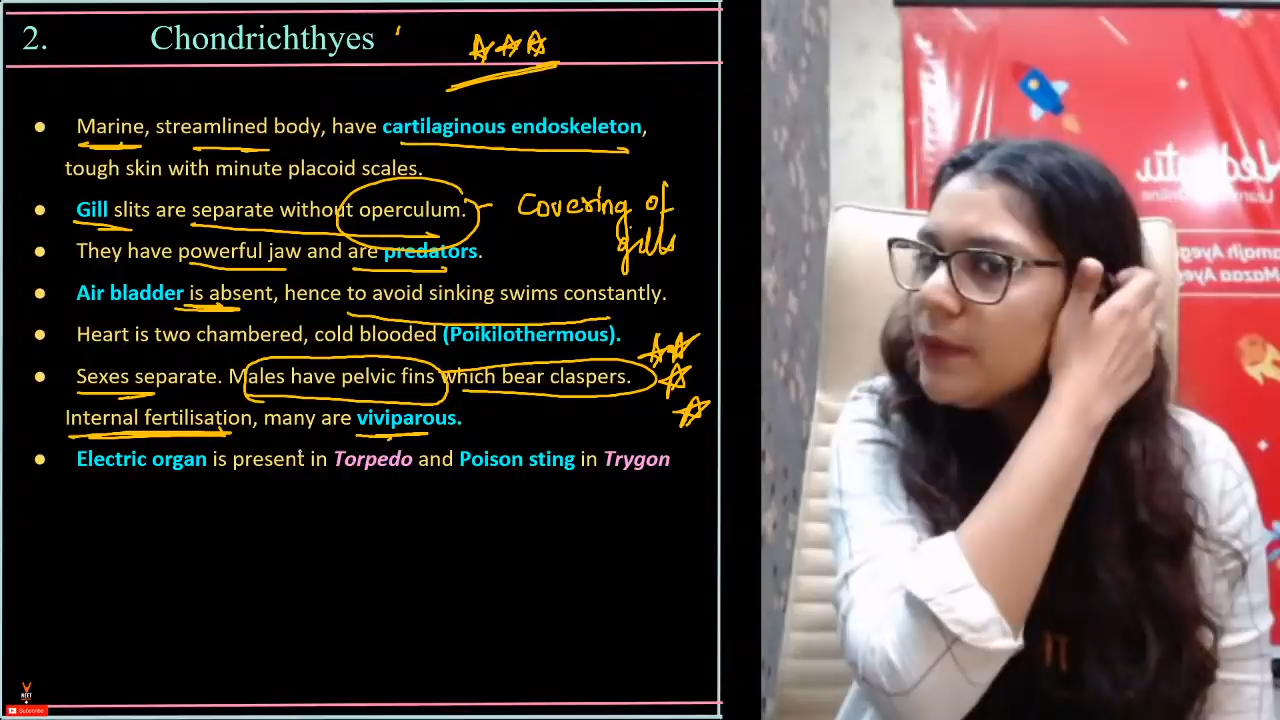 2. Chondrichthyes
● Marine, streamlined body, have cartilaginous endoskeleton,
tough skin with minute placoid scales.
● Gill slits are separate without operculum.
Covering of
gills
● They have powerful jaw and are predators.
● Air bladder is absent, hence to avoid sinking swims constantly.
● Heart is two chambered, cold blooded (Poikilothermous).
● Sexes separate. Males have pelvic fins which bear claspers.
Internal fertilisation, many are viviparous.
● Electric organ is present in Torpedo and Poison sting in Trygon
NEET
Subscribe